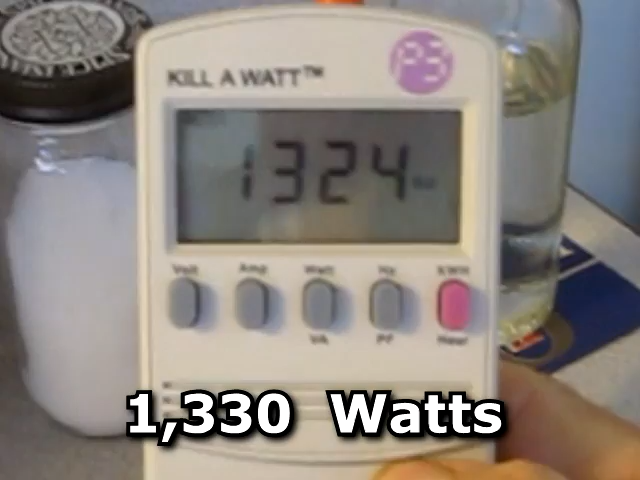 KILL A WATT™
P3
1324
Volt Amp Watt Hz KWH
VA PF Hour
1,330 Watts